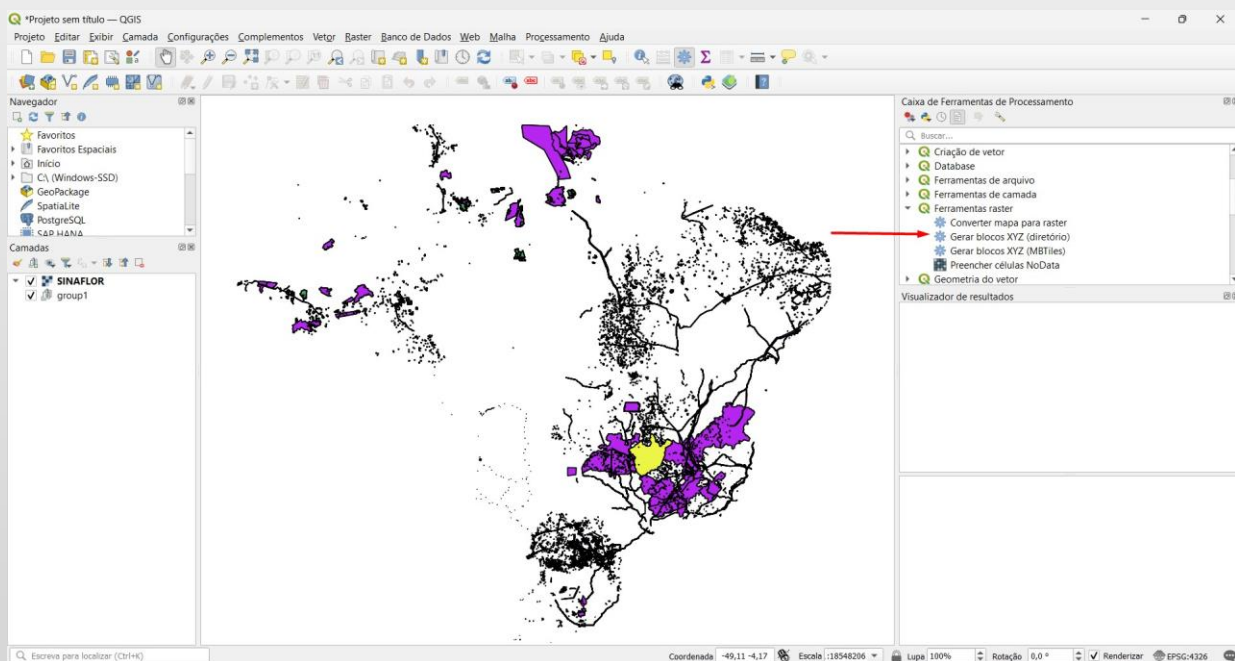 *Projeto sem título — QGIS
Projeto Editar Exibir Camada Configurações Complementos Vetor Raster Banco de Dados Web Malha Processamento Ajuda
Navegador
Favoritos
Favoritos Espaciais
Início
C:\ (Windows-SSD)
GeoPackage
SpatiaLite
PostgreSQL
SAP HANA
Camadas
SINAFLOR
group1
Caixa de Ferramentas de Processamento
Buscar...
Criação de vetor
Database
Ferramentas de arquivo
Ferramentas de camada
Ferramentas raster
Converter mapa para raster
Gerar blocos XYZ (diretório)
Gerar blocos XYZ (MBTiles)
Preencher células NoData
Geometria do vetor
Visualizador de resultados
Escreva para localizar (Ctrl+K)
Coordenada -49,11 -4,17 Escala :18548206 Lupa 100% Rotação 0,0 ° Renderizar EPSG:4326